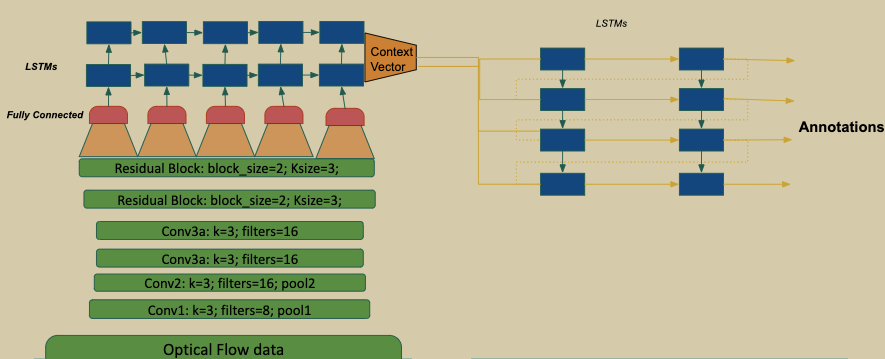 LSTMs
Context
Vector
LSTMs
Fully Connected
Annotations
Residual Block: block_size=2; Ksize=3;
Residual Block: block_size=2; Ksize=3;
Conv3a: k=3; filters=16
Conv3a: k=3; filters=16
Conv2: k=3; filters=16; pool2
Conv1: k=3; filters=8; pool1
Optical Flow data